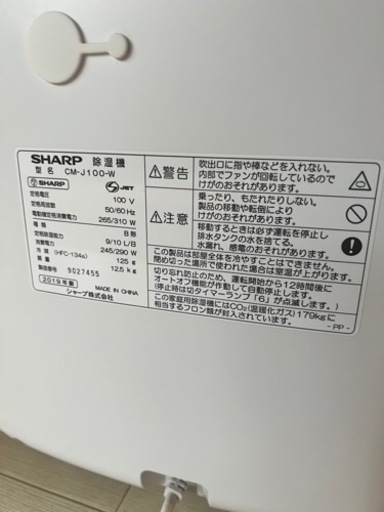 SHARP 除湿機
型 名 CM-J100-W
SHARP JET
定格電圧 100 V
定格周波数 50/60 Hz
電動機定格消費電力 265/310 W
B 形
定格除湿能力 9/10 L/日
消費電力 245/290 W
冷 媒 (HFC-134a) 125 g
質 量 12.5 kg
製造番号 9027455
2019年製
シャープ株式会社 MADE IN CHINA
⚠警告
吹出口に指や棒などを入れない。
内部でファンが回転しているので
けがのおそれがあります。
⚠注意
乗ったり、もたれたりしない。
製品の移動や転倒により
けがのおそれがあります。
移動するときは必ず運転を停止し
排水タンクの水を捨てる。
水漏れ、感電のおそれがあります。
この製品は部屋全体を冷やすことはできません。
閉め切った場所で使われた場合は室温が上がります。
切り忘れ防止のため、運転開始から12時間後に
オートオフ機能が作動して自動停止します。
(停止時は切タイマーランプ「6」が点滅します。)
この家庭用除湿機にはCO₂(温暖化ガス)179kgに
相当するフロン類が封入されています。
- PP -